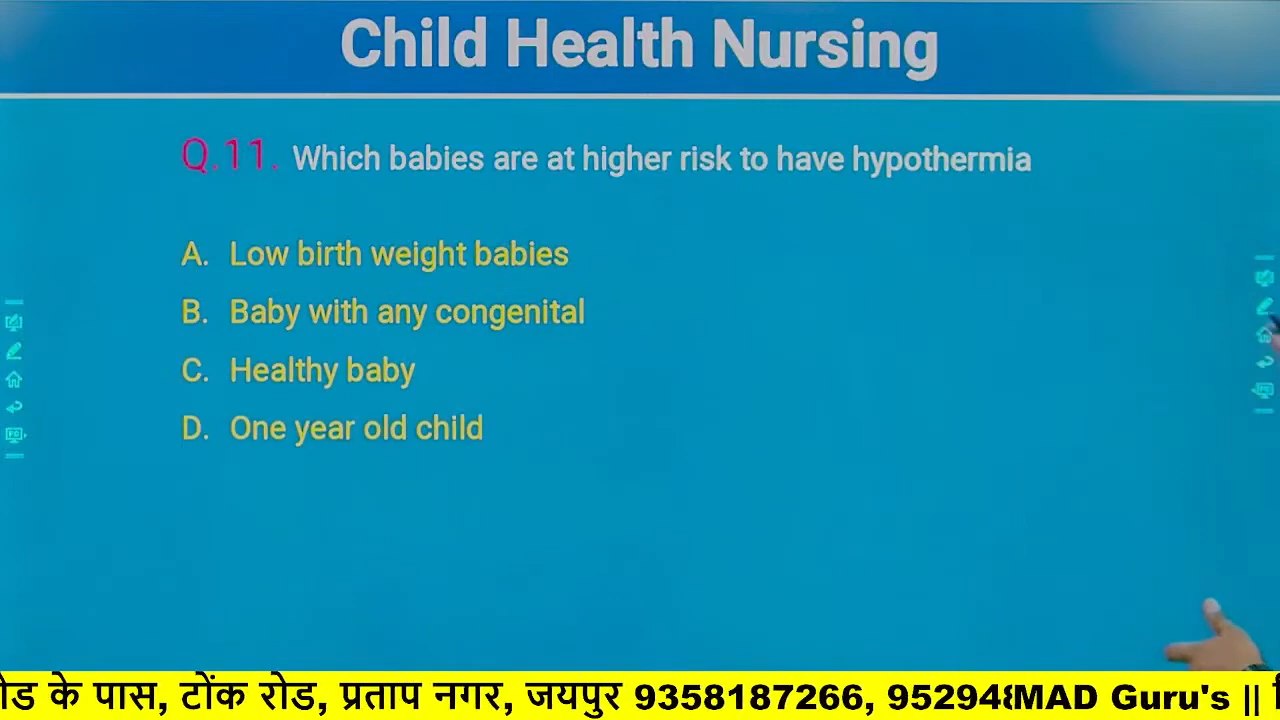 Child Health Nursing
Q.11. Which babies are at higher risk to have hypothermia
A. Low birth weight babies
B. Baby with any congenital
C. Healthy baby
D. One year old child
के पास, टोंक रोड, प्रताप नगर, जयपुर 9358187266, 95294 MAD Guru's ||